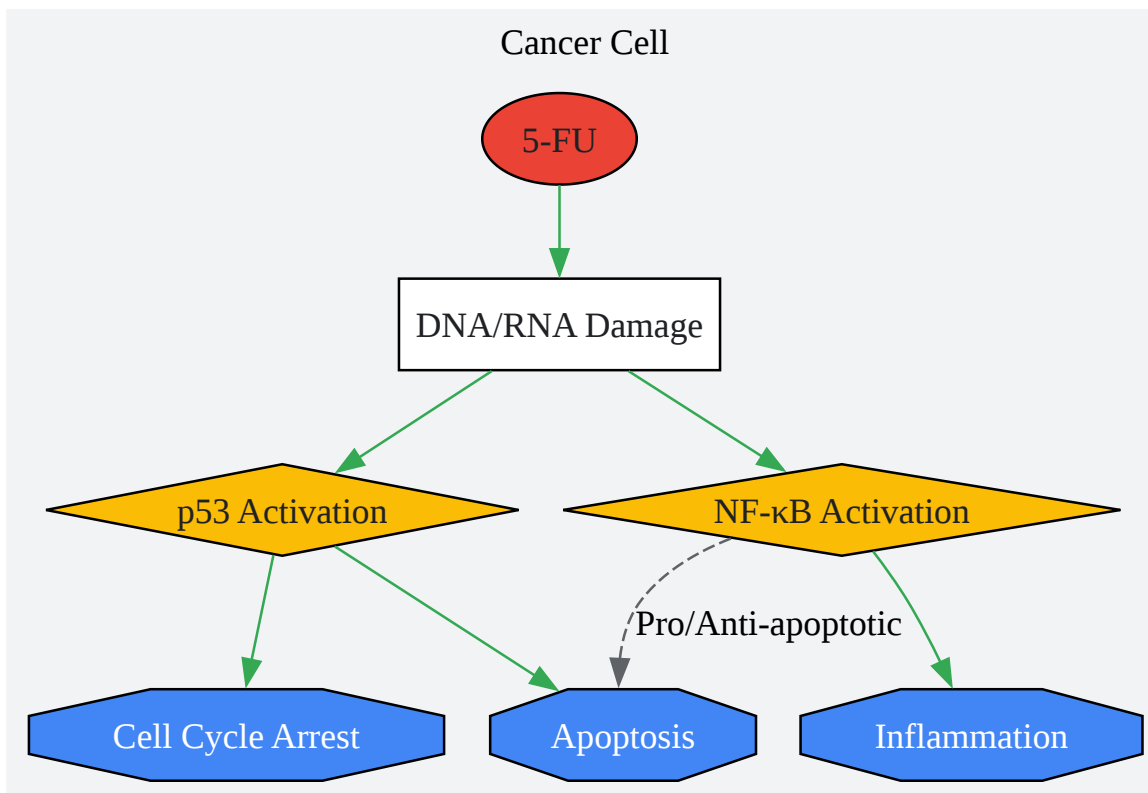 Cancer Cell
5-FU
DNA/RNA Damage
p53 Activation
NF-κB Activation
Pro/Anti-apoptotic
Cell Cycle Arrest
Apoptosis
Inflammation